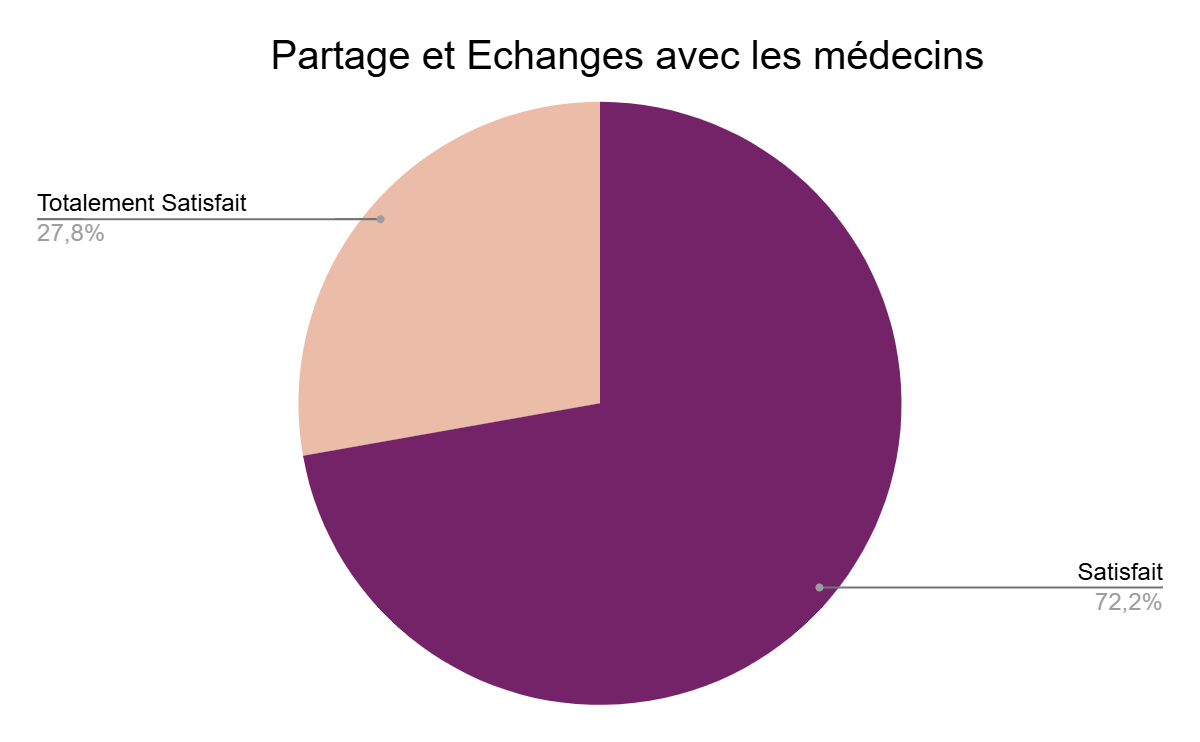 Partage et Echanges avec les médecins
Totalement Satisfait
27,8%
Satisfait
72,2%